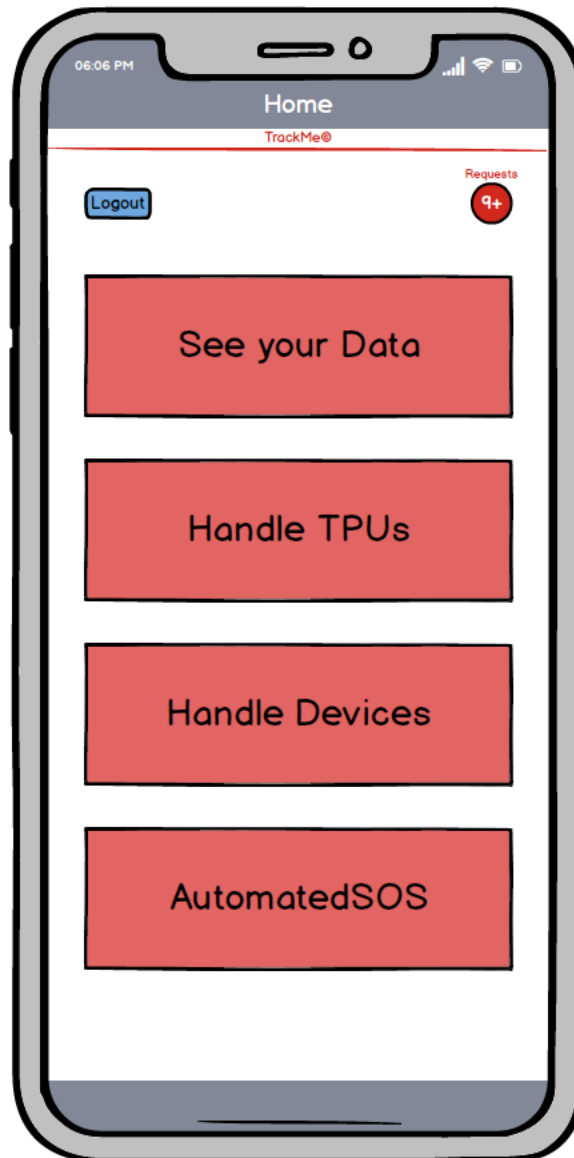 06:06 PM
Home
TrackMe©
Requests
Logout
9+
See your Data
Handle TPUs
Handle Devices
AutomatedSOS